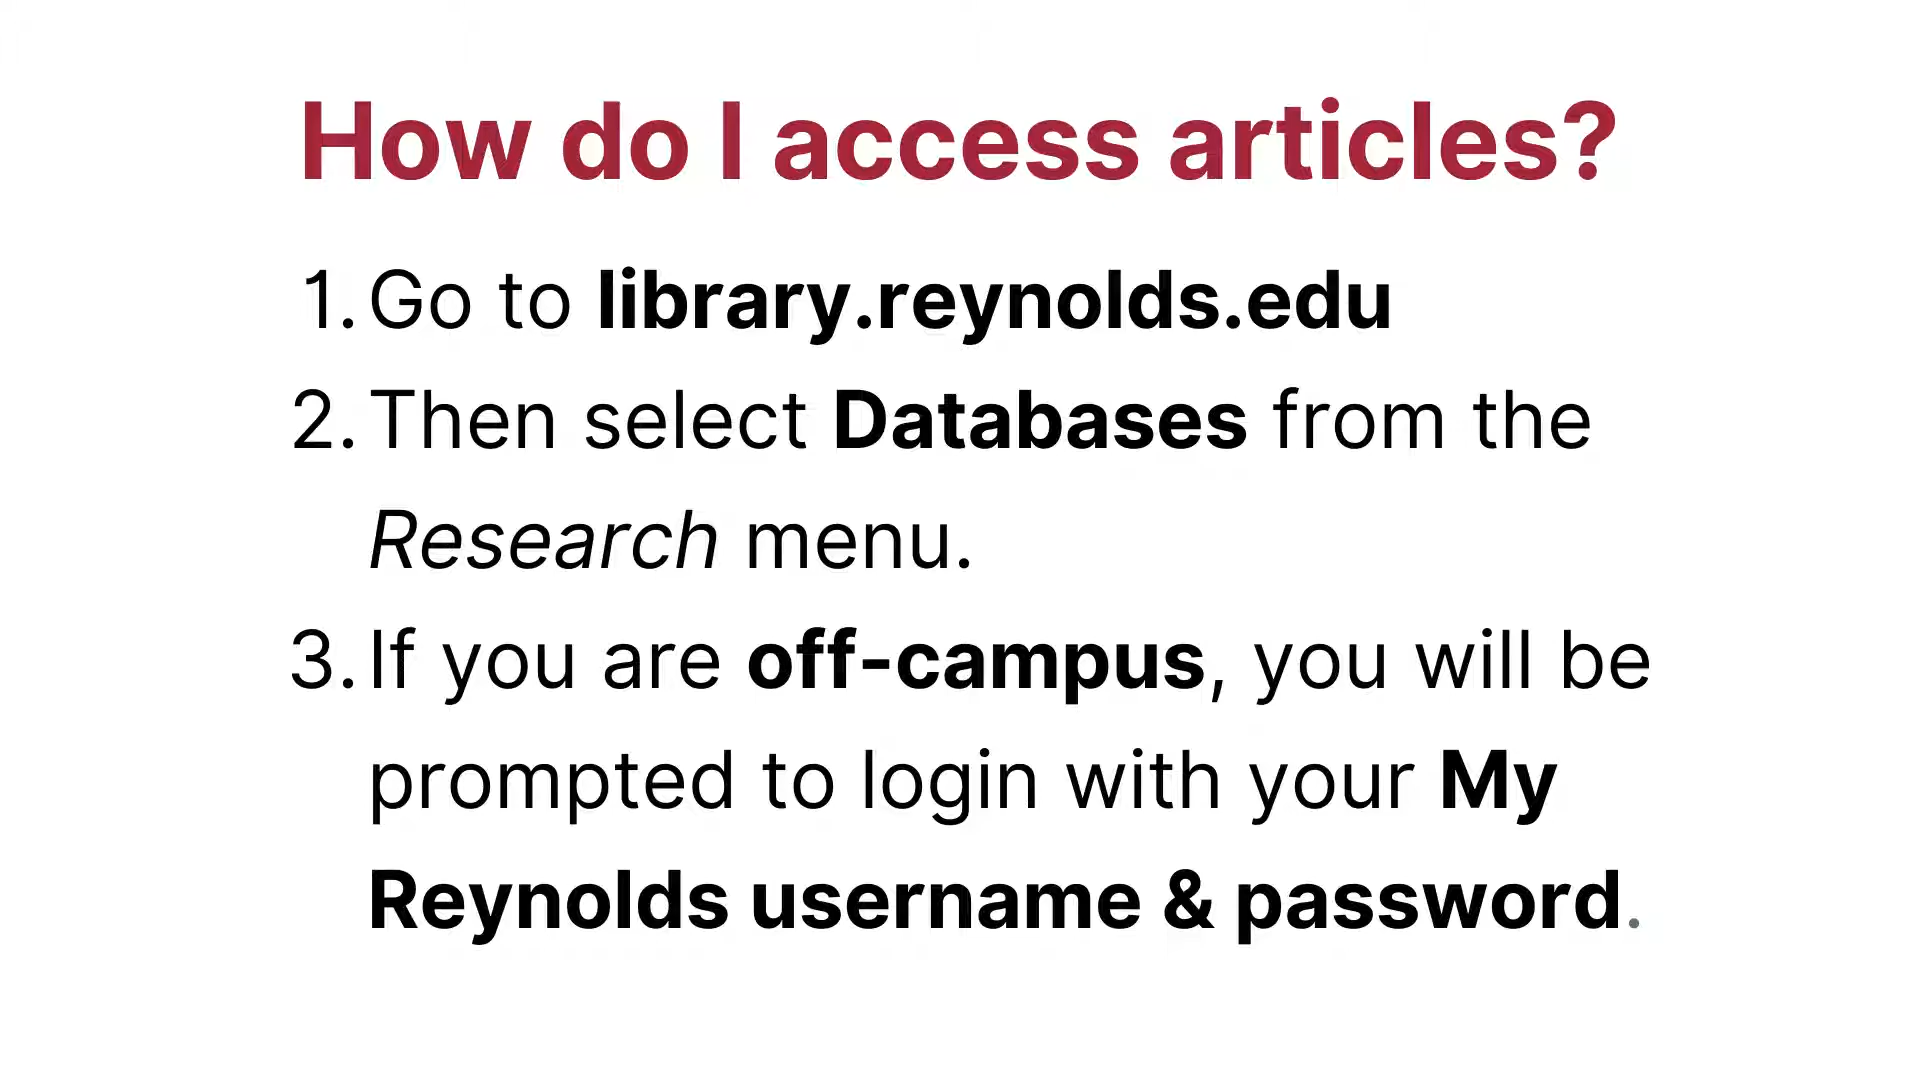 How do I access articles?
1. Go to library.reynolds.edu
2. Then select Databases from the
Research menu.
3. If you are off-campus, you will be
prompted to login with your My
Reynolds username & password.